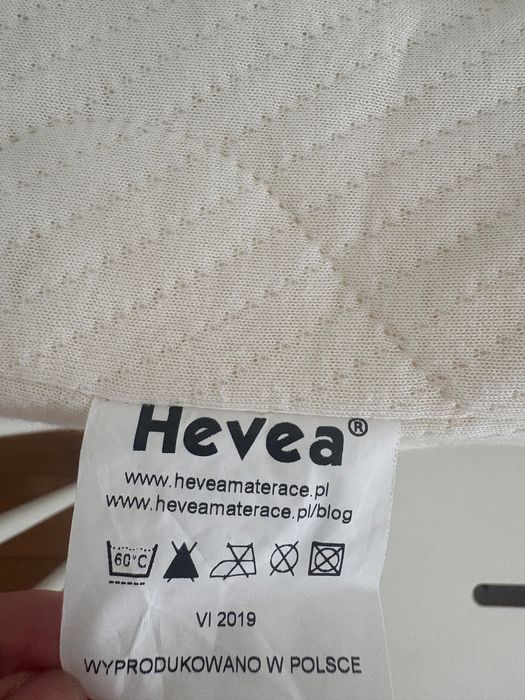 Hevea®
www.heveamaterace.pl
www.heveamaterace.pl/blog
60°C
VI 2019
WYPRODUKOWANO W POLSCE